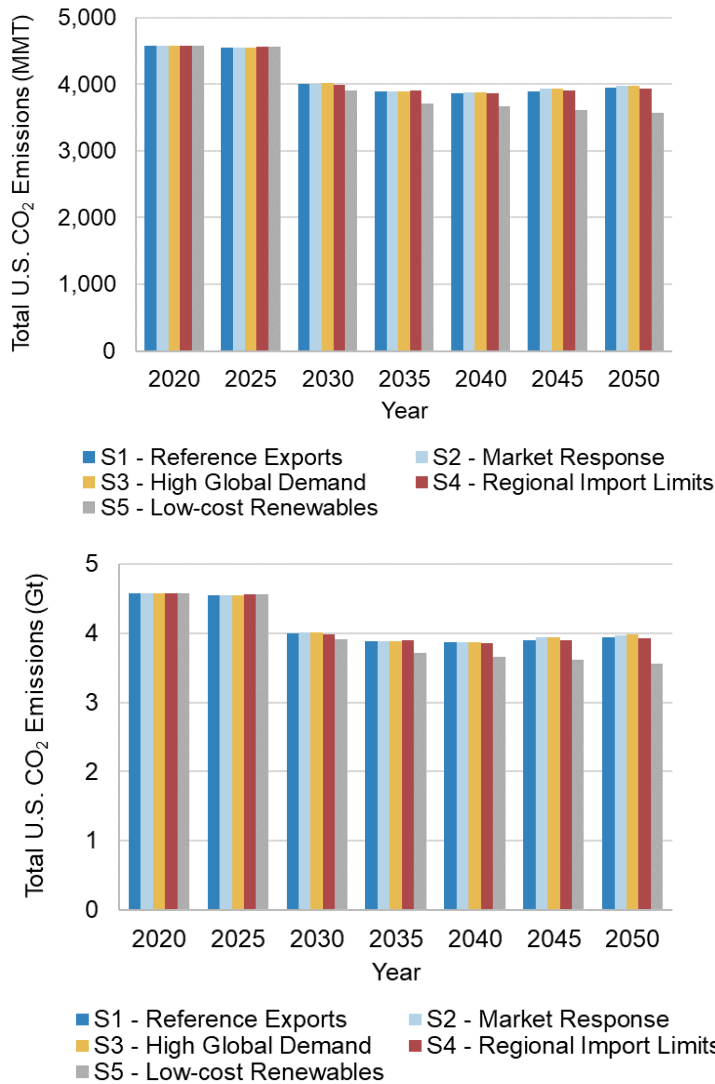 Total U.S. CO₂ Emissions (MMT)
5,000
4,000
3,000
2,000
1,000
0
2020 2025 2030 2035 2040 2045 2050
Year
S1 - Reference Exports S2 - Market Response
S3 - High Global Demand S4 - Regional Import Limits
S5 - Low-cost Renewables
Total U.S. CO₂ Emissions (Gt)
5
4
3
2
1
0
2020 2025 2030 2035 2040 2045 2050
Year
S1 - Reference Exports S2 - Market Response
S3 - High Global Demand S4 - Regional Import Limits
S5 - Low-cost Renewables